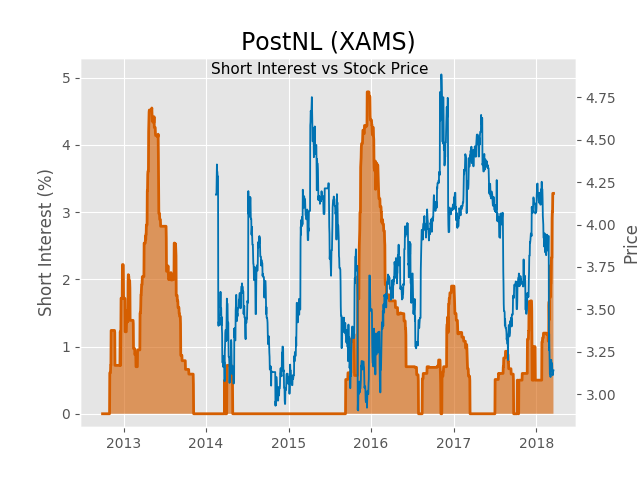 PostNL (XAMS)
Short Interest vs Stock Price
Short Interest (%)
5
4
3
2
1
0
4.75
4.50
4.25
4.00
3.75
3.50
3.25
3.00
Price
2013 2014 2015 2016 2017 2018